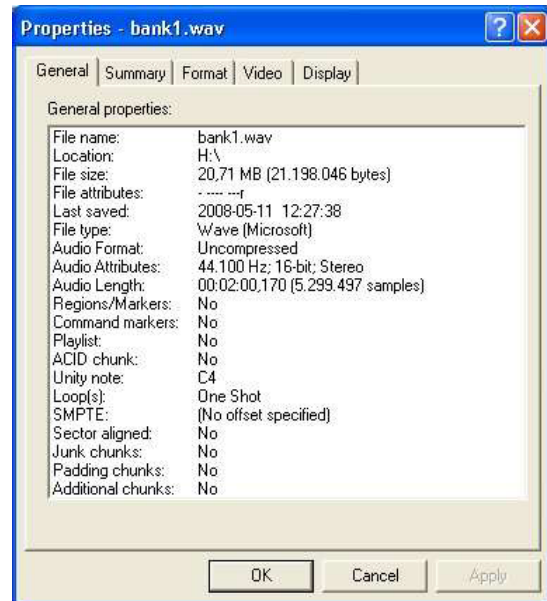 Properties - bank1.wav
General Summary Format Video Display
General properties:
File name: bank1.wav
Location: H:\
File size: 20,71 MB (21.198.046 bytes)
File attributes: - ---- ---r
Last saved: 2008-05-11 12:27:38
File type: Wave (Microsoft)
Audio Format: Uncompressed
Audio Attributes: 44.100 Hz; 16-bit; Stereo
Audio Length: 00:02:00,170 (5.299.497 samples)
Regions/Markers: No
Command markers: No
Playlist: No
ACID chunk: No
Unity note: C4
Loop(s): One Shot
SMPTE: (No offset specified)
Sector aligned: No
Junk chunks: No
Padding chunks: No
Additional chunks: No
OK Cancel Apply